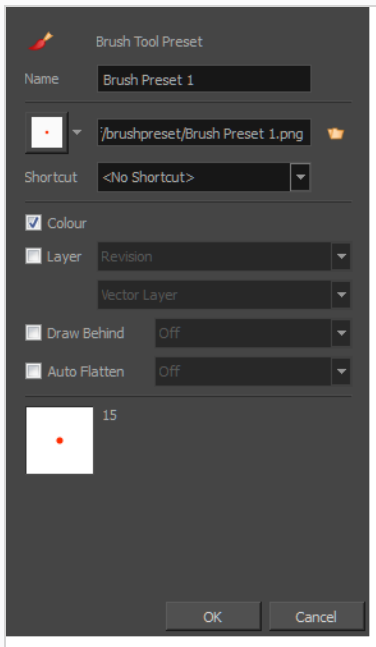 Brush Tool Preset
Name Brush Preset 1
/brushpreset/Brush Preset 1.png
Shortcut <No Shortcut>
Colour
Layer Revision
Vector Layer
Draw Behind Off
Auto Flatten Off
15
OK Cancel